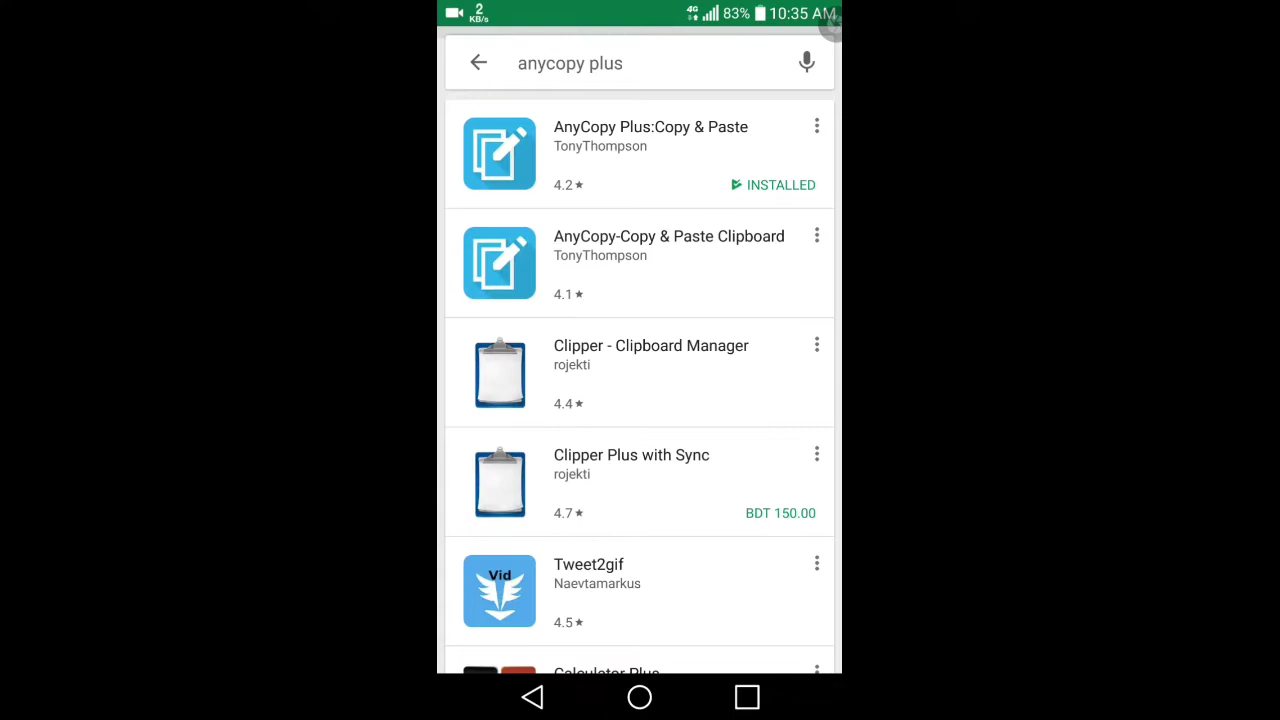 2
KB/s
4G
83%
10:35 AM
anycopy plus
AnyCopy Plus:Copy & Paste
TonyThompson
4.2★
INSTALLED
AnyCopy-Copy & Paste Clipboard
TonyThompson
4.1★
Clipper - Clipboard Manager
rojekti
4.4★
Clipper Plus with Sync
rojekti
4.7★
BDT 150.00
Vid
Tweet2gif
Naevtamarkus
4.5★
Calculator Plus